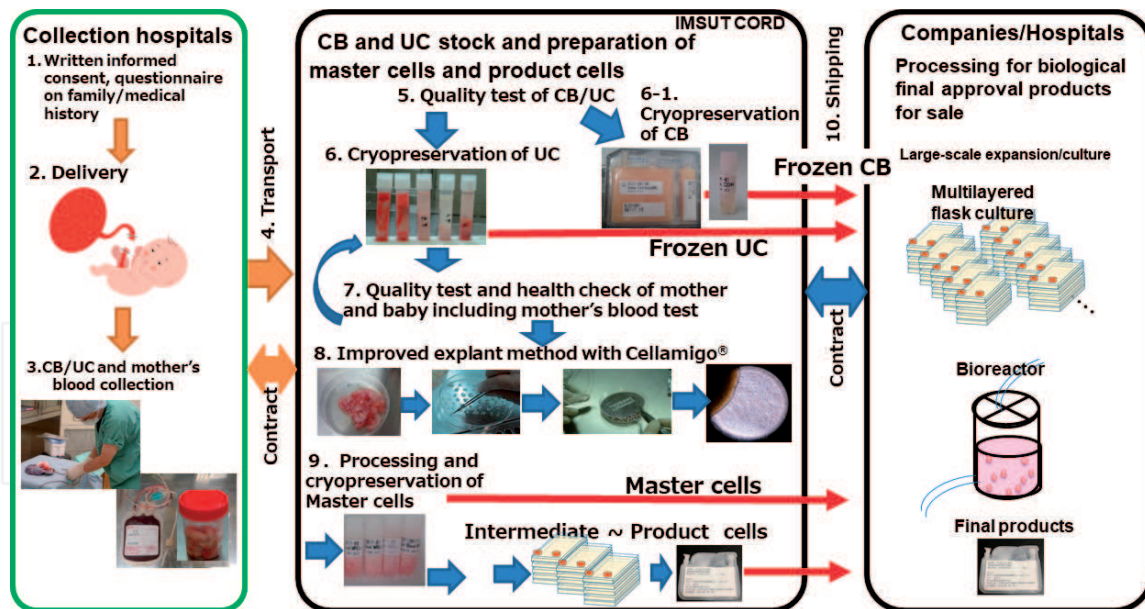 Collection hospitals
1. Written informed
consent, questionnaire
on family/medical
history
2. Delivery
3.CB/UC and mother's
blood collection
4. Transport
Contract
IMSUT CORD
CB and UC stock and preparation of
master cells and product cells
5. Quality test of CB/UC
6-1.
Cryopreservation
of CB
6. Cryopreservation of UC
Frozen CB
Frozen UC
7. Quality test and health check of mother
and baby including mother's blood test
8. Improved explant method with Cellamigo®
9. Processing and
cryopreservation of
Master cells
Master cells
Intermediate ~ Product cells
10. Shipping
Contract
Companies/Hospitals
Processing for biological
final approval products
for sale
Large-scale expansion/culture
Multilayered
flask culture
Bioreactor
Final products